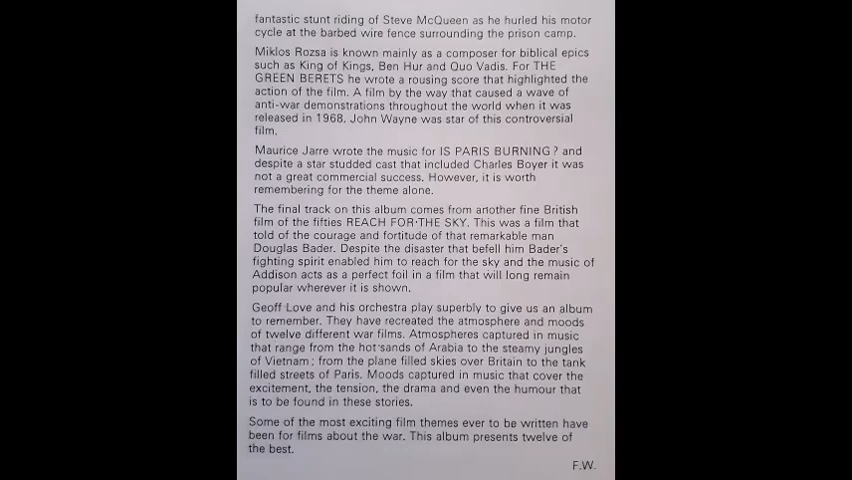 fantastic stunt riding of Steve McQueen as he hurled his motor
cycle at the barbed wire fence surrounding the prison camp.
Miklos Rozsa is known mainly as a composer for biblical epics
such as King of Kings, Ben Hur and Quo Vadis. For THE
GREEN BERETS he wrote a rousing score that highlighted the
action of the film. A film by the way that caused a wave of
anti-war demonstrations throughout the world when it was
released in 1968. John Wayne was star of this controversial
film.
Maurice Jarre wrote the music for IS PARIS BURNING? and
despite a star studded cast that included Charles Boyer it was
not a great commercial success. However, it is worth
remembering for the theme alone.
The final track on this album comes from another fine British
film of the fifties REACH FOR THE SKY. This was a film that
told of the courage and fortitude of that remarkable man
Douglas Bader. Despite the disaster that befell him Bader's
fighting spirit enabled him to reach for the sky and the music of
Addison acts as a perfect foil in a film that will long remain
popular wherever it is shown.
Geoff Love and his orchestra play superbly to give us an album
to remember. They have recreated the atmosphere and moods
of twelve different war films. Atmospheres captured in music
that range from the hot sands of Arabia to the steamy jungles
of Vietnam; from the plane filled skies over Britain to the tank
filled streets of Paris. Moods captured in music that cover the
excitement, the tension, the drama and even the humour that
is to be found in these stories.
Some of the most exciting film themes ever to be written have
been for films about the war. This album presents twelve of
the best.
F.W.